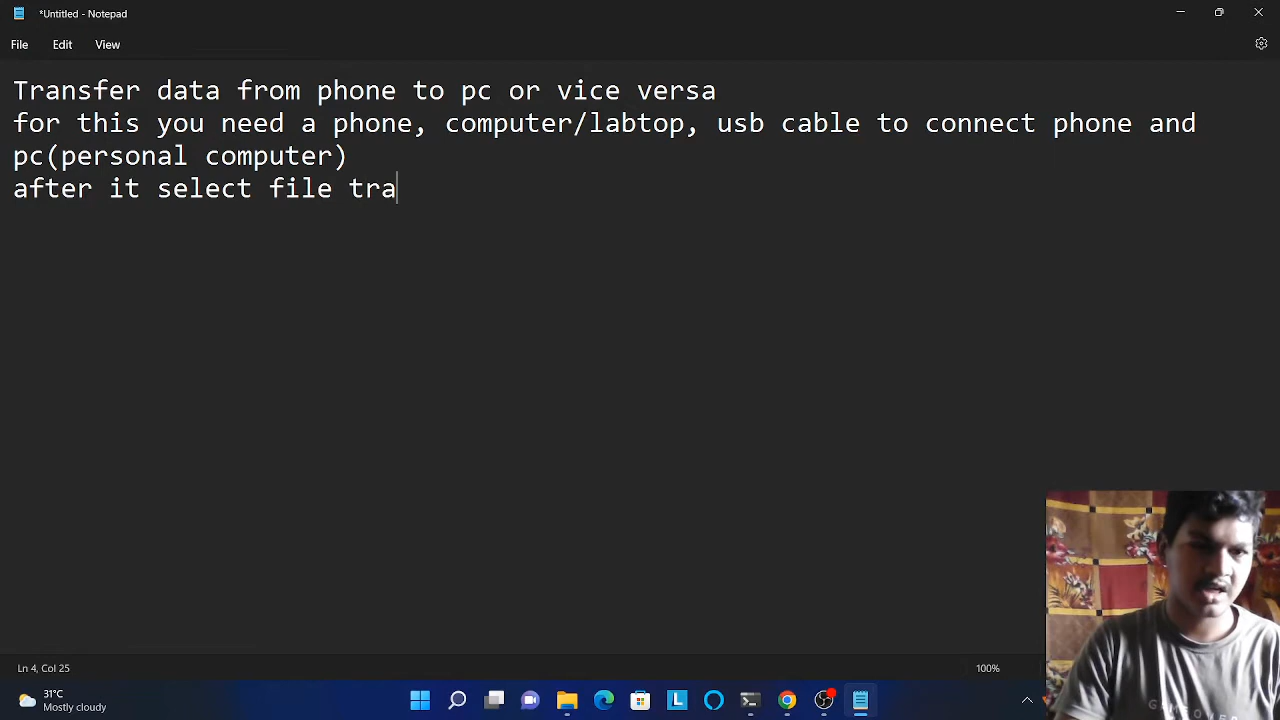 *Untitled - Notepad
File Edit View
Transfer data from phone to pc or vice versa
for this you need a phone, computer/labtop, usb cable to connect phone and
pc(personal computer)
after it select file tra
Ln 4, Col 25
100%
31°C
Mostly cloudy